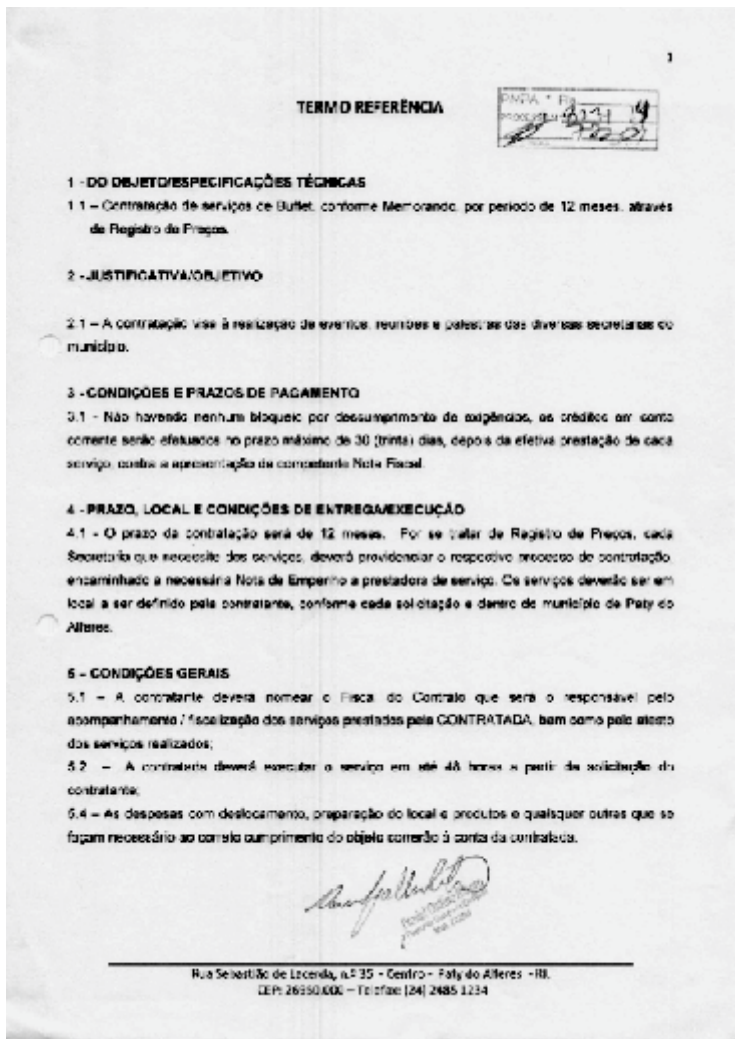 1
TERMO REFERÊNCIA
1 - DO OBJETO/ESPECIFICAÇÕES TÉCNICAS
1.1 – Contratação de serviços de Buffet, conforme Memorando, por período de 12 meses, através
de Registro de Preços.
2 - JUSTIFICATIVA/OBJETIVO
2.1 – A contratação visa à realização de eventos, reuniões e palestras das diversas secretarias do
município.
3 - CONDIÇÕES E PRAZOS DE PAGAMENTO
3.1 - Não havendo nenhum bloqueio por descumprimento de exigências, os créditos em conta
corrente serão efetuados no prazo máximo de 30 (trinta) dias, depois da efetiva prestação de cada
serviço, contra a apresentação da competente Nota Fiscal.
4 - PRAZO, LOCAL E CONDIÇÕES DE ENTREGA/EXECUÇÃO
4.1 - O prazo da contratação será de 12 meses. Por se tratar de Registro de Preços, cada
Secretaria que necessite dos serviços, deverá providenciar o respectivo processo de contratação,
encaminhado a necessária Nota de Empenho a prestadora de serviço. Os serviços deverão ser em
local a ser definido pela contratante, conforme cada solicitação e dentro do município de Paty do
Alferes.
5 – CONDIÇÕES GERAIS
5.1 – A contratante deverá nomear o Fiscal do Contrato que será o responsável pelo
acompanhamento / fiscalização dos serviços prestados pela CONTRATADA, bem como pelo atesto
dos serviços realizados;
5.2 – A contratada deverá executar o serviço em até 48 horas a partir da solicitação do
contratante;
5.4 – As despesas com deslocamento, preparação do local e produtos e quaisquer outras que se
façam necessário ao correto cumprimento do objeto correrão à conta da contratada.
Rua Sebastião de Lacerda, n.º 35 - Centro - Paty do Alferes - RJ.
CEP: 26950.000 – Telefax: (24) 2485 1234